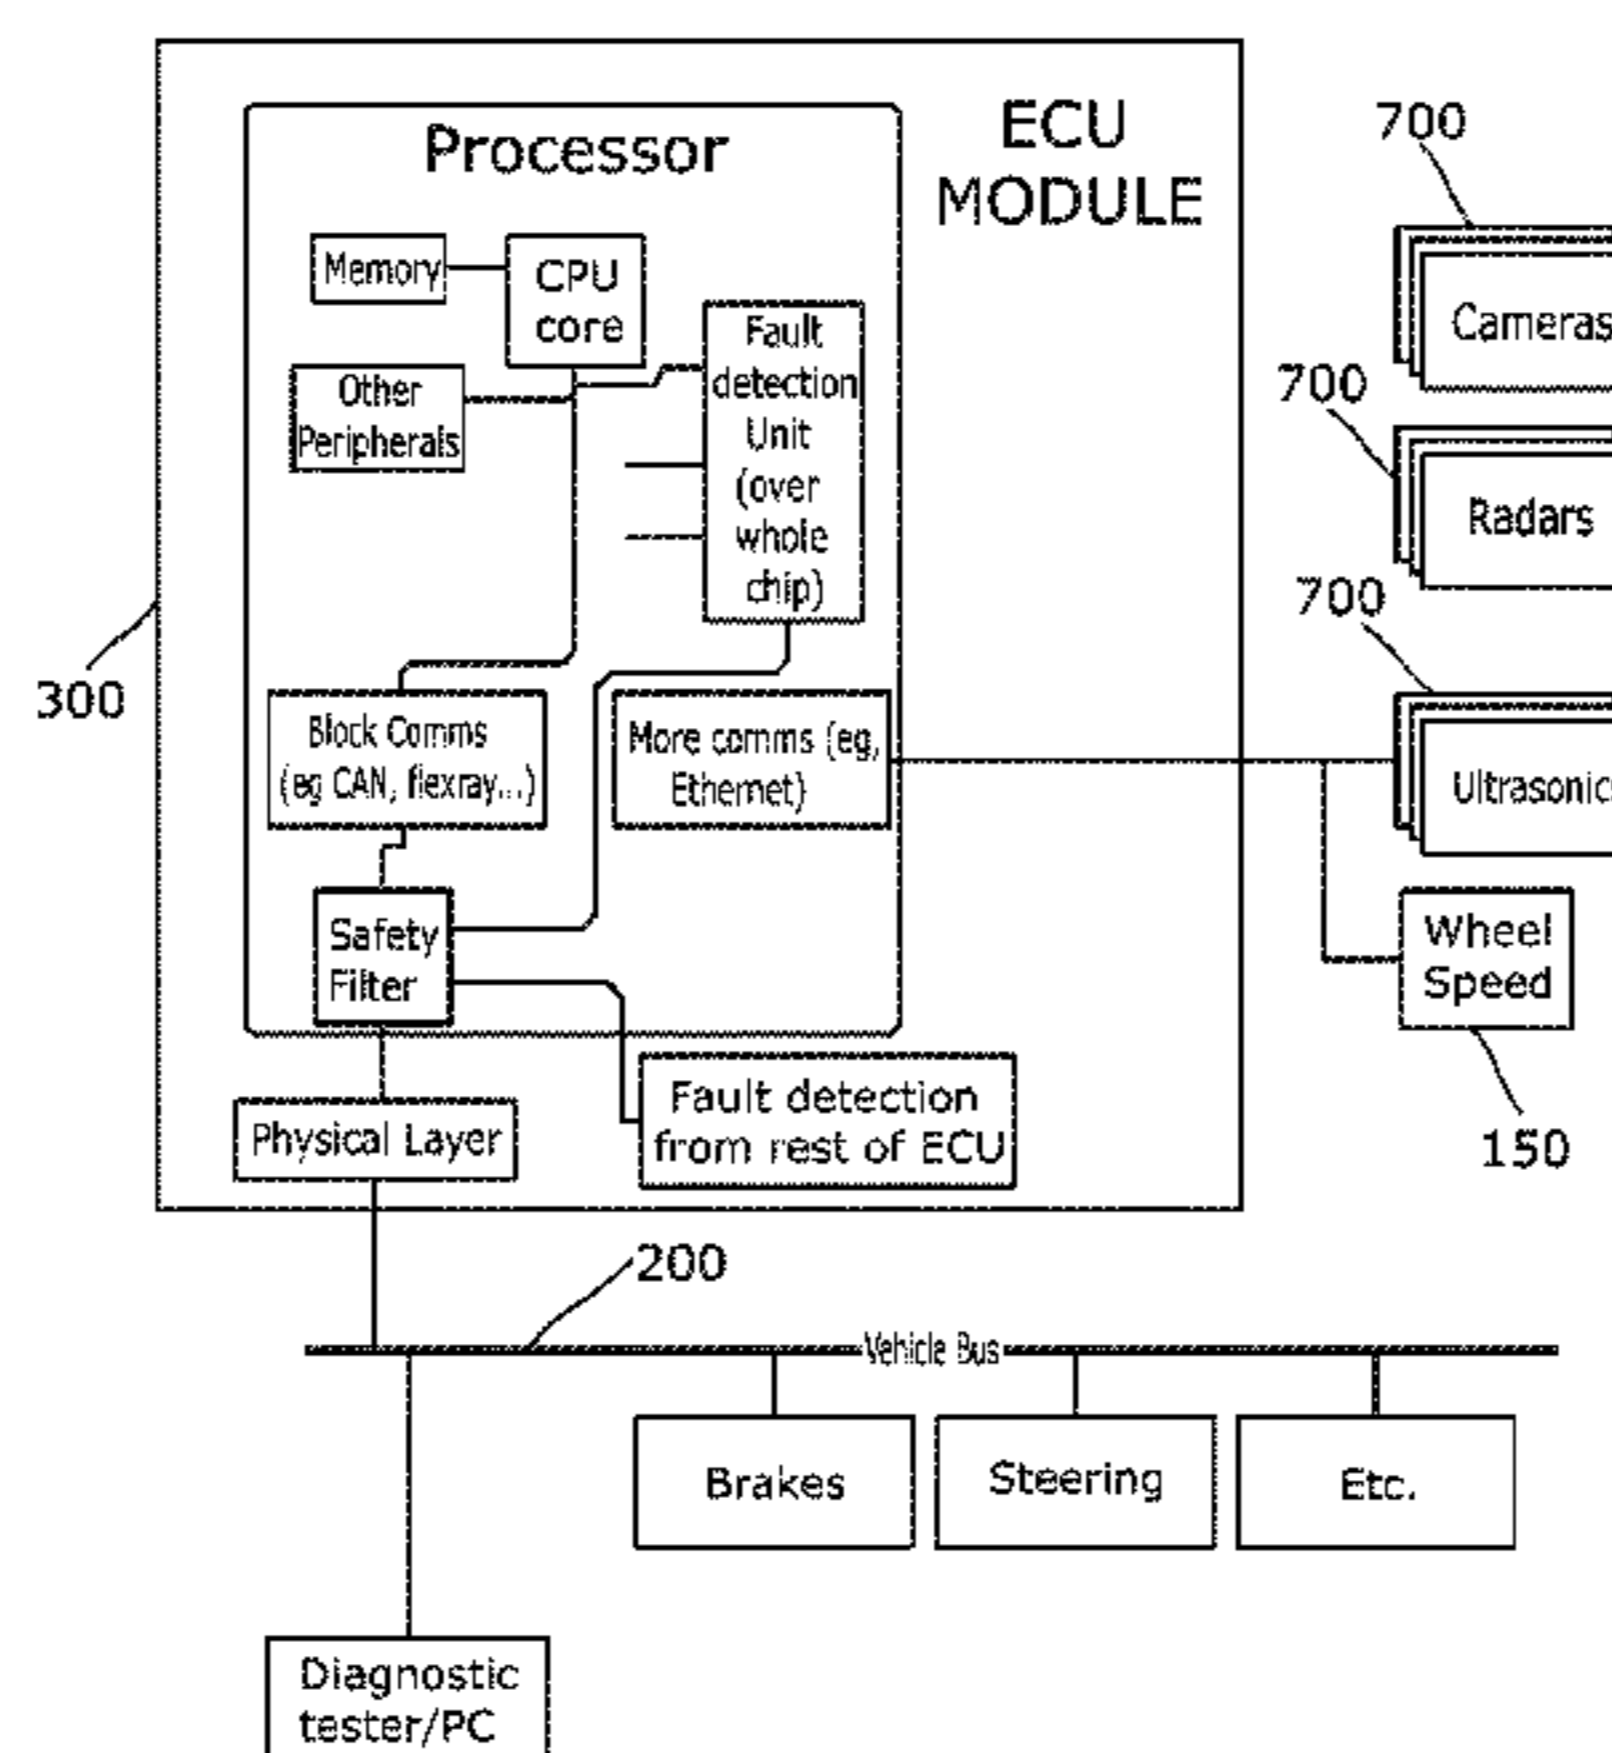 ECU
MODULE
Processor
700
Memory
CPU
core
Fault
detection
Unit
(over
whole
chip)
Cameras
Other
Peripherals
700
Radars
700
300
Block Comms
(eg CAN, flexray...)
More comms (eg,
Ethernet)
Ultrasonics
Safety
Filter
Wheel
Speed
Fault detection
from rest of ECU
Physical Layer
150
200
Vehicle Bus
Brakes
Steering
Etc.
Diagnostic
tester/PC